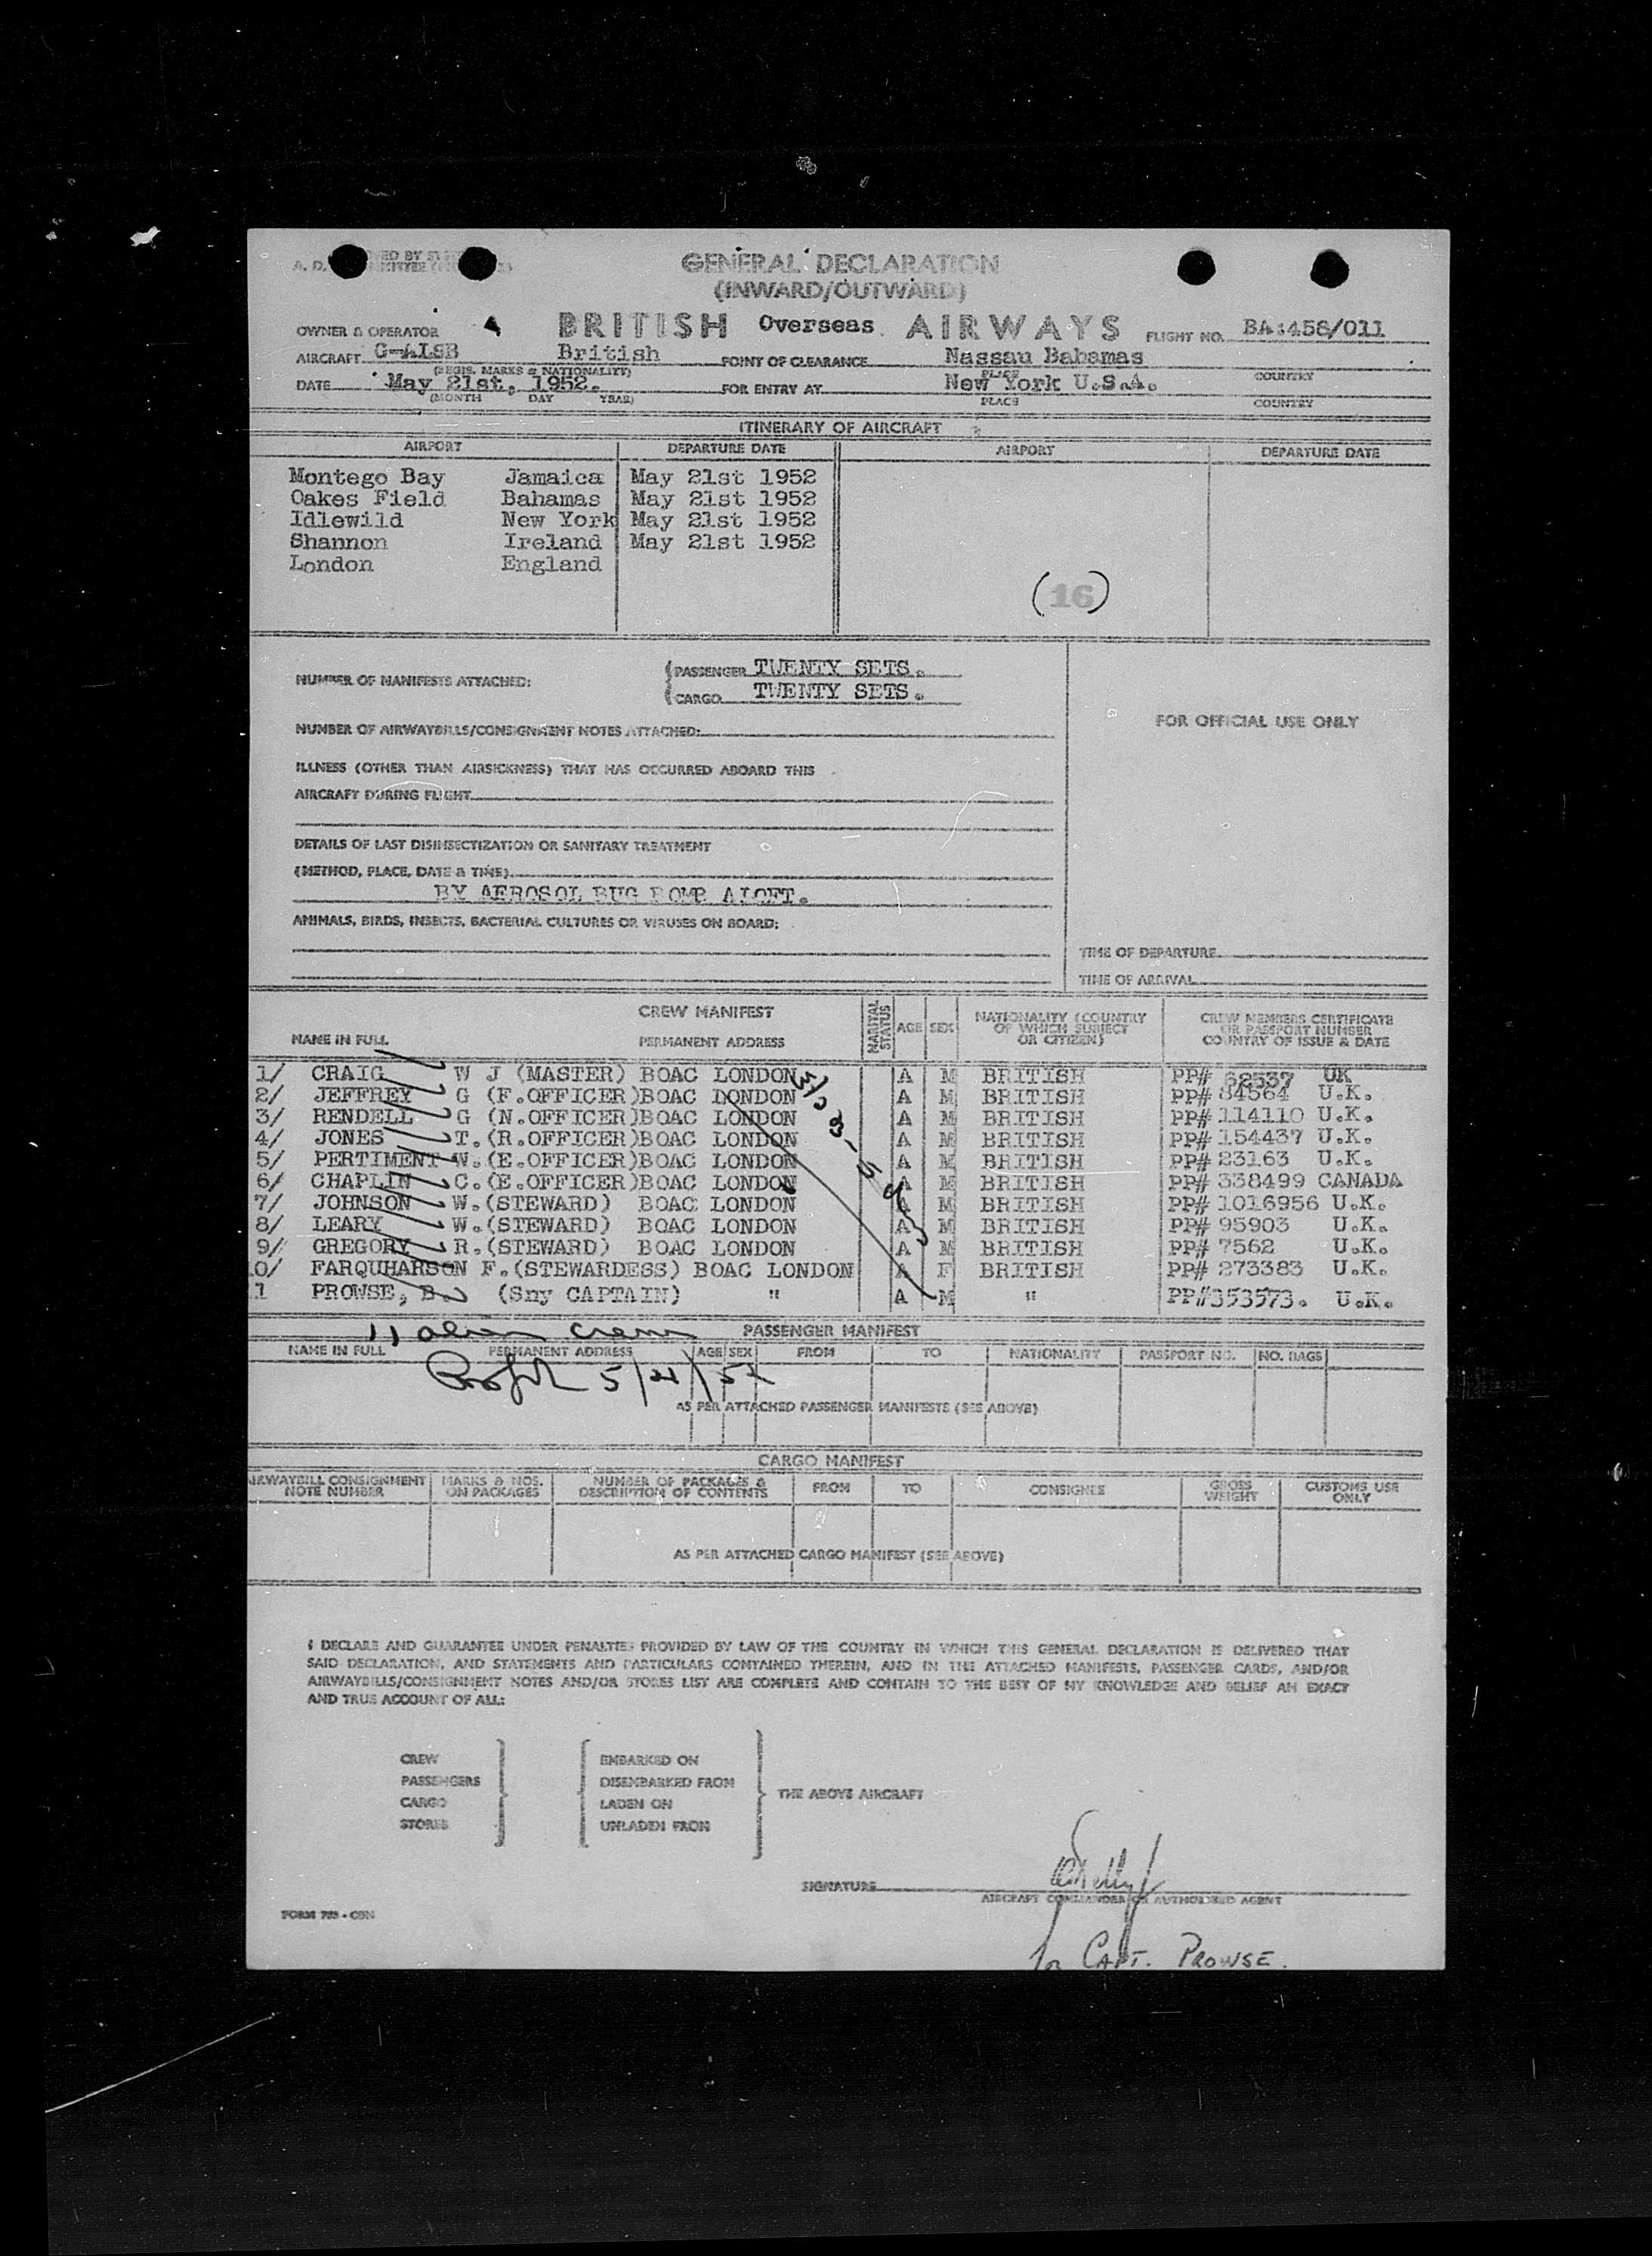 GENERAL DECLARATION
(INWARD/OUTWARD)
OWNER & OPERATOR BRITISH Overseas AIRWAYS FLIGHT NO. BA:458/011
AIRCRAFT G-ALSB British POINT OF CLEARANCE Nassau Bahamas
(REGIS. MARKS & NATIONALITY) PLACE COUNTRY
DATE May 21st, 1952. FOR ENTRY AT New York U.S.A.
(MONTH DAY YEAR) PLACE COUNTRY
ITINERARY OF AIRCRAFT
AIRPORT DEPARTURE DATE AIRPORT DEPARTURE DATE
Montego Bay Jamaica May 21st 1952
Oakes Field Bahamas May 21st 1952
Idlewild New York May 21st 1952
Shannon Ireland May 21st 1952
London England
(16)
NUMBER OF MANIFESTS ATTACHED: PASSENGER TWENTY SETS.
CARGO TWENTY SETS.
FOR OFFICIAL USE ONLY
NUMBER OF AIRWAYBILLS/CONSIGNMENT NOTES ATTACHED:
ILLNESS (OTHER THAN AIRSICKNESS) THAT HAS OCCURRED ABOARD THIS
AIRCRAFT DURING FLIGHT
DETAILS OF LAST DISINSECTIZATION OR SANITARY TREATMENT
(METHOD, PLACE, DATE & TIME)
BY AEROSOL BUG BOMB ALOFT.
ANIMALS, BIRDS, INSECTS, BACTERIAL CULTURES OR VIRUSES ON BOARD:
TIME OF DEPARTURE
TIME OF ARRIVAL
CREW MANIFEST
NAME IN FULL PERMANENT ADDRESS MARITAL STATUS AGE SEX NATIONALITY (COUNTRY OF WHICH SUBJECT OR CITIZEN) CREW MEMBERS CERTIFICATE OR PASSPORT NUMBER COUNTRY OF ISSUE & DATE
1/ CRAIG W J (MASTER) BOAC LONDON A M BRITISH PP# 62537 UK
2/ JEFFREY G (F.OFFICER)BOAC LONDON A M BRITISH PP# 84564 U.K.
3/ RENDELL G (N.OFFICER)BOAC LONDON A M BRITISH PP# 114110 U.K.
4/ JONES T. (R.OFFICER)BOAC LONDON A M BRITISH PP# 154437 U.K.
5/ PERTIMENT W. (E.OFFICER)BOAC LONDON A M BRITISH PP# 23163 U.K.
6/ CHAPLIN C. (E.OFFICER)BOAC LONDON A M BRITISH PP# 338499 CANADA
7/ JOHNSON W. (STEWARD) BOAC LONDON A M BRITISH PP# 1016956 U.K.
8/ LEARY W. (STEWARD) BOAC LONDON A M BRITISH PP# 95903 U.K.
9/ GREGORY R. (STEWARD) BOAC LONDON A M BRITISH PP# 7562 U.K.
0/ FARQUHARSON F. (STEWARDESS) BOAC LONDON A F BRITISH PP# 273383 U.K.
1 PROWSE, B (Sny CAPTAIN) " A M " PP#353573. U.K.
11 alien crew
PASSENGER MANIFEST
NAME IN FULL PERMANENT ADDRESS AGE SEX FROM TO NATIONALITY PASSPORT NO. NO. BAGS
5/21/52
AS PER ATTACHED PASSENGER MANIFESTS (SEE ABOVE)
CARGO MANIFEST
AIRWAYBILL CONSIGNMENT NOTE NUMBER MARKS & NOS. ON PACKAGES NUMBER OF PACKAGES & DESCRIPTION OF CONTENTS FROM TO CONSIGNEE GROSS WEIGHT CUSTOMS USE ONLY
AS PER ATTACHED CARGO MANIFEST (SEE ABOVE)
I DECLARE AND GUARANTEE UNDER PENALTIES PROVIDED BY LAW OF THE COUNTRY IN WHICH THIS GENERAL DECLARATION IS DELIVERED THAT
SAID DECLARATION, AND STATEMENTS AND PARTICULARS CONTAINED THEREIN, AND IN THE ATTACHED MANIFESTS, PASSENGER CARDS, AND/OR
AIRWAYBILLS/CONSIGNMENT NOTES AND/OR STORES LIST ARE COMPLETE AND CONTAIN TO THE BEST OF MY KNOWLEDGE AND BELIEF AN EXACT
AND TRUE ACCOUNT OF ALL:
CREW EMBARKED ON
PASSENGERS DISEMBARKED FROM
CARGO LADEN ON
STORES UNLADEN FROM
THE ABOVE AIRCRAFT
SIGNATURE
AIRCRAFT COMMANDER OR AUTHORIZED AGENT
FORM 785 - CBN
for CAPT. PROWSE.